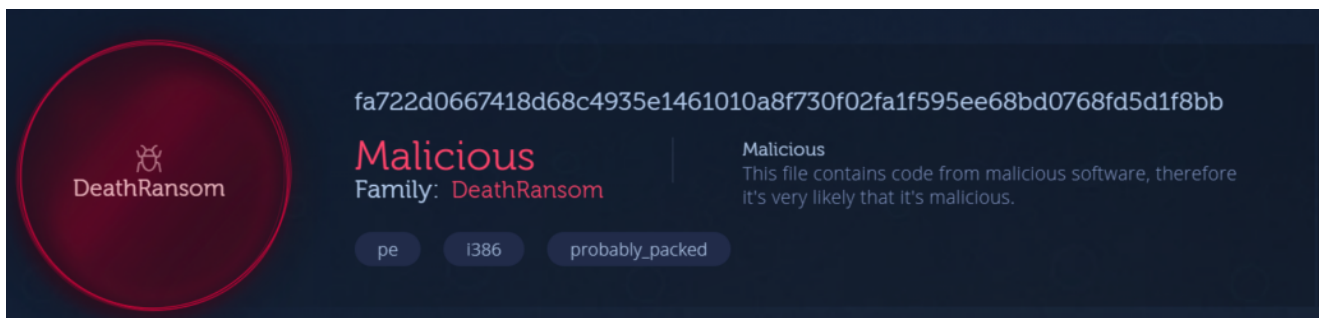 fa722d0667418d68c4935e1461010a8f730f02fa1f595ee68bd0768fd5d1f8bb
DeathRansom
Malicious
Family: DeathRansom
Malicious
This file contains code from malicious software, therefore
it's very likely that it's malicious.
pe
i386
probably_packed